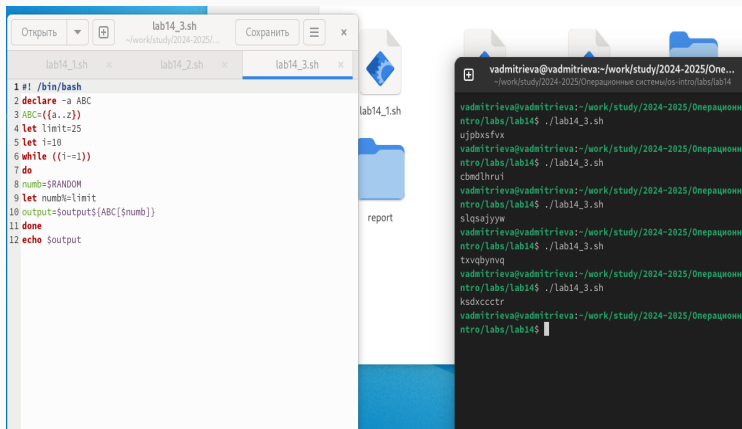 Открыть
lab14_3.sh
~/work/study/2024-2025/...
Сохранить
lab14_1.sh
lab14_2.sh
lab14_3.sh
1 #! /bin/bash
2 declare -a ABC
3 ABC=({a..z})
4 let limit=25
5 let i=10
6 while ((i-=1))
7 do
8 numb=$RANDOM
9 let numb%=limit
10 output=$output${ABC[$numb]}
11 done
12 echo $output
lab14_1.sh
report
vadmitrieva@vadmitrieva:~/work/study/2024-2025/Опе...
~/work/study/2024-2025/Операционные системы/os-intro/labs/lab14
vadmitrieva@vadmitrieva:~/work/study/2024-2025/Операционн
ntro/labs/lab14$ ./lab14_3.sh
ujpbxsfvx
vadmitrieva@vadmitrieva:~/work/study/2024-2025/Операционн
ntro/labs/lab14$ ./lab14_3.sh
cbmdlhrui
vadmitrieva@vadmitrieva:~/work/study/2024-2025/Операционн
ntro/labs/lab14$ ./lab14_3.sh
slqsajyyw
vadmitrieva@vadmitrieva:~/work/study/2024-2025/Операционн
ntro/labs/lab14$ ./lab14_3.sh
txvqbynvq
vadmitrieva@vadmitrieva:~/work/study/2024-2025/Операционн
ntro/labs/lab14$ ./lab14_3.sh
ksdxccctr
vadmitrieva@vadmitrieva:~/work/study/2024-2025/Операционн
ntro/labs/lab14$